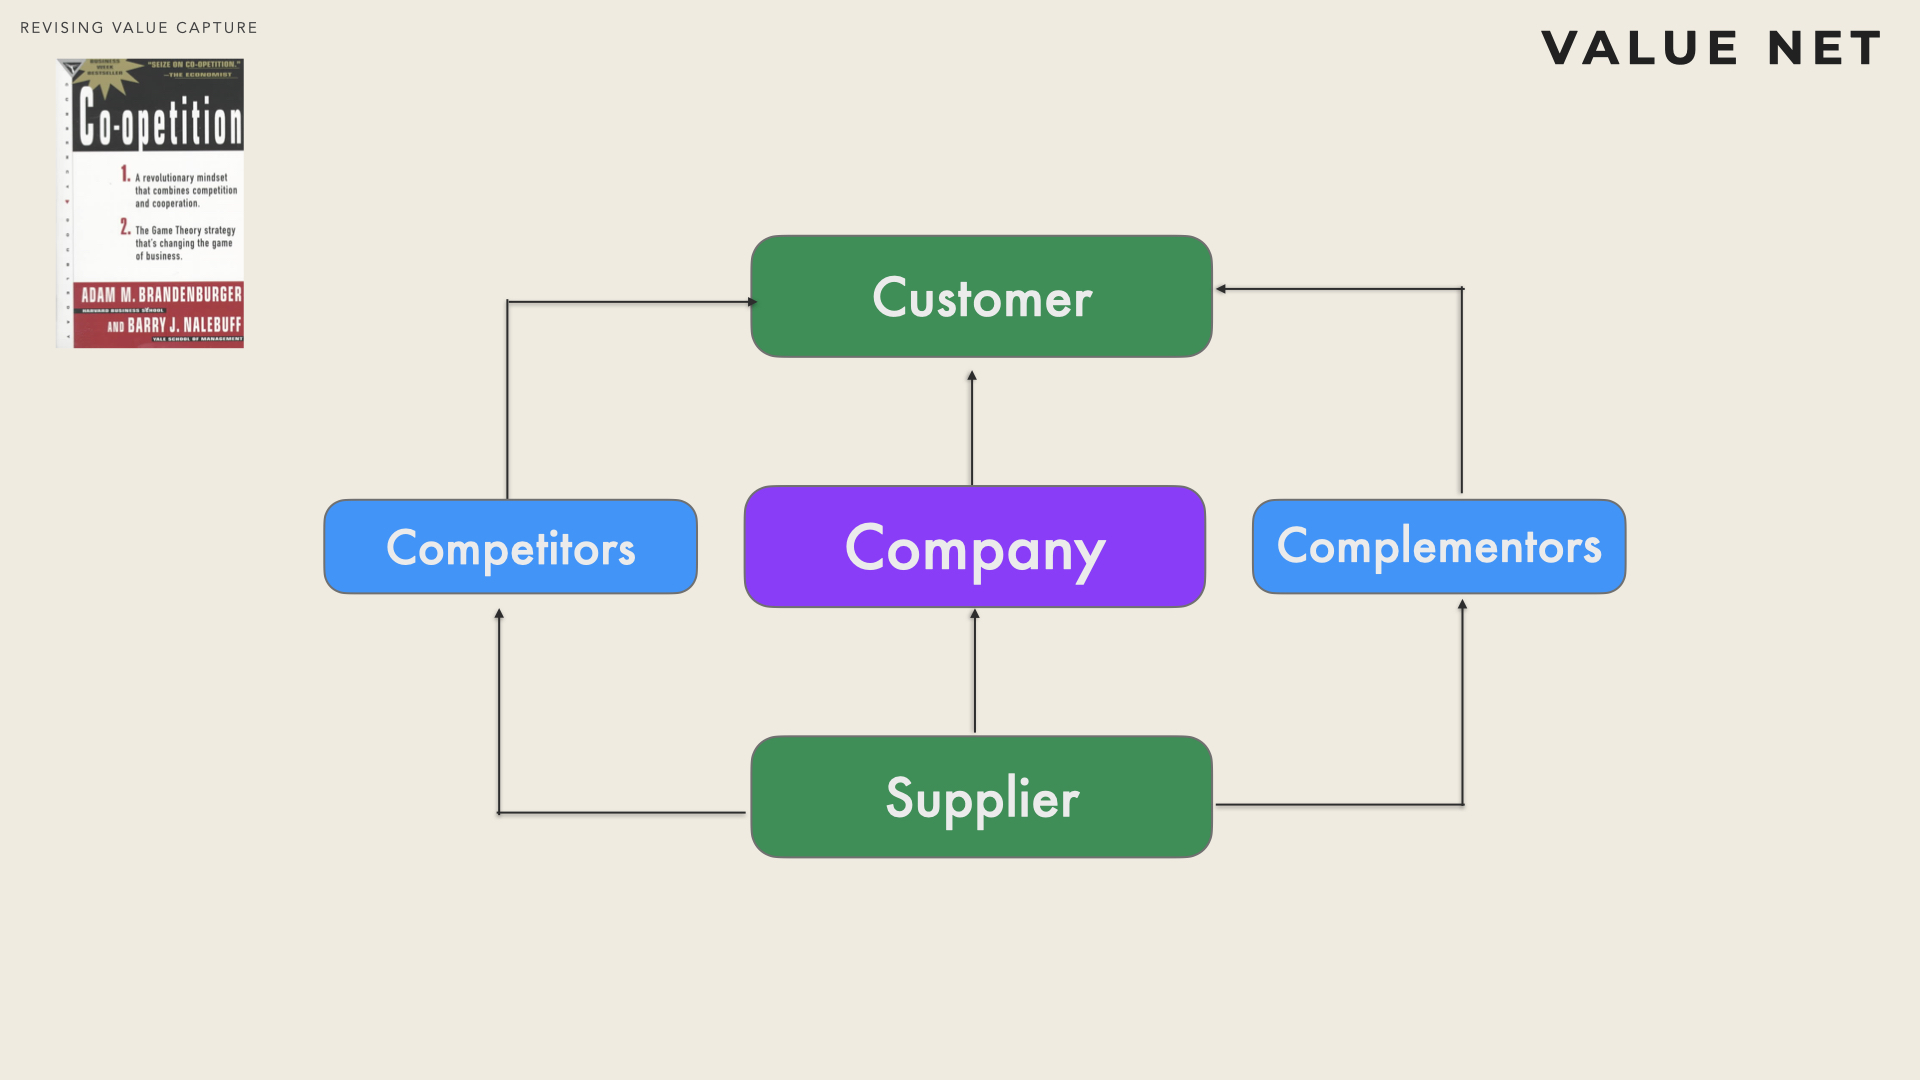 REVISING VALUE CAPTURE
VALUE NET
BUSINESS
WEEK
BESTSELLER
"SEIZE ON CO-OPETITION."
—THE ECONOMIST
Co-opetition
1. A revolutionary mindset
that combines competition
and cooperation.
2. The Game Theory strategy
that's changing the game
of business.
ADAM M. BRANDENBURGER
HARVARD BUSINESS SCHOOL
AND BARRY J. NALEBUFF
YALE SCHOOL OF MANAGEMENT
Customer
Competitors
Company
Complementors
Supplier